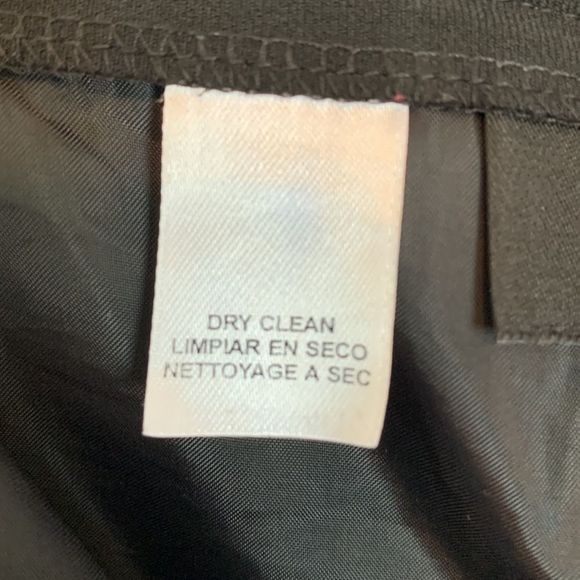 DRY CLEAN
LIMPIAR EN SECO
NETTOYAGE A SEC